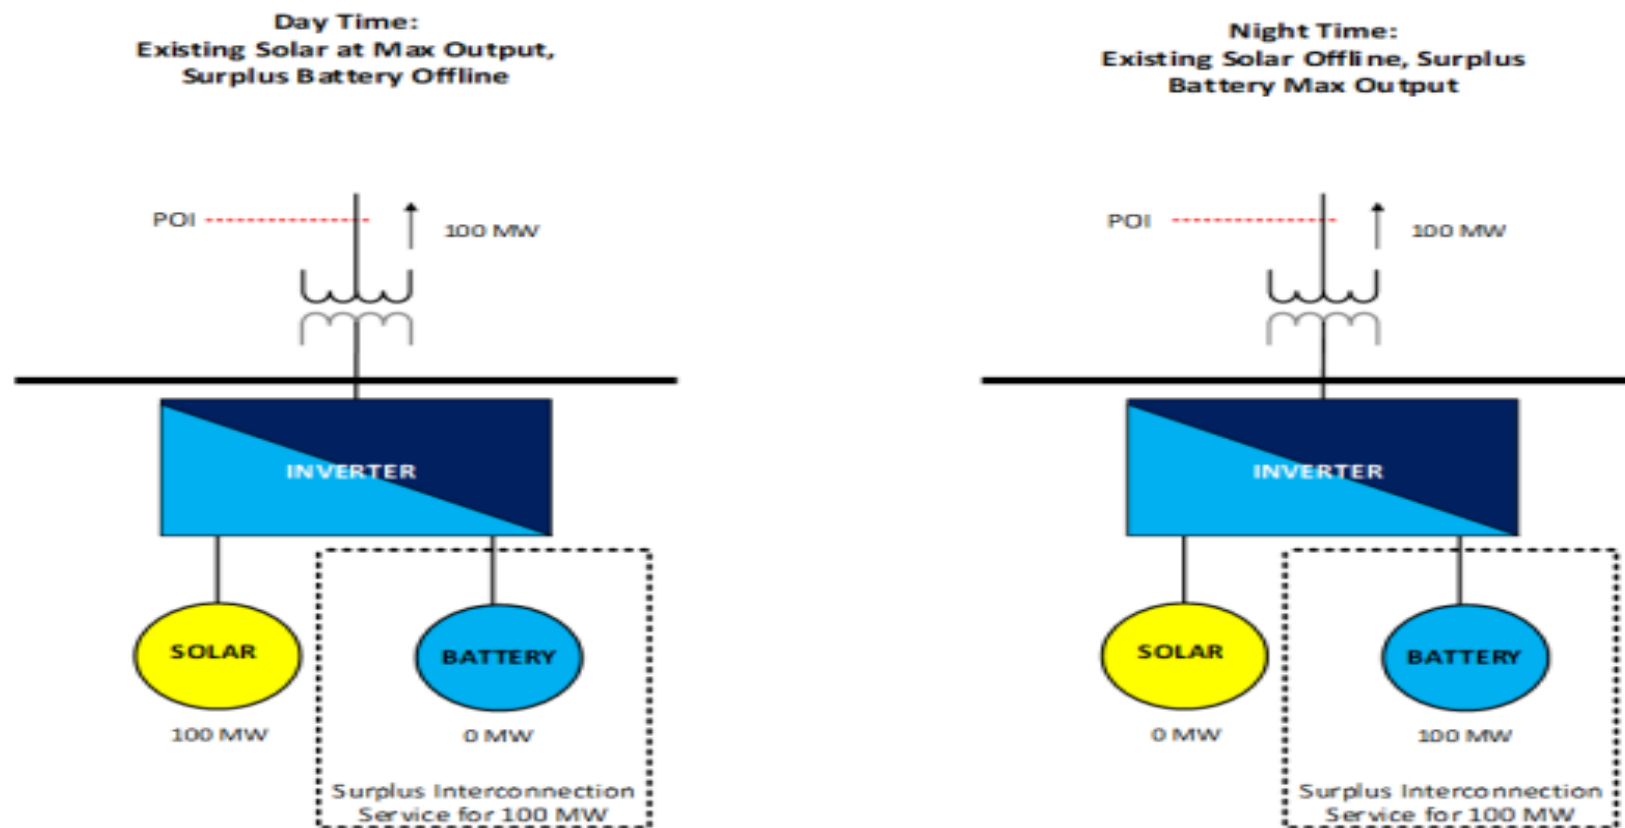 Day Time:
Existing Solar at Max Output,
Surplus Battery Offline
POI
100 MW
INVERTER
SOLAR
BATTERY
100 MW
0 MW
Surplus Interconnection
Service for 100 MW
Night Time:
Existing Solar Offline, Surplus
Battery Max Output
POI
100 MW
INVERTER
SOLAR
BATTERY
0 MW
100 MW
Surplus Interconnection
Service for 100 MW